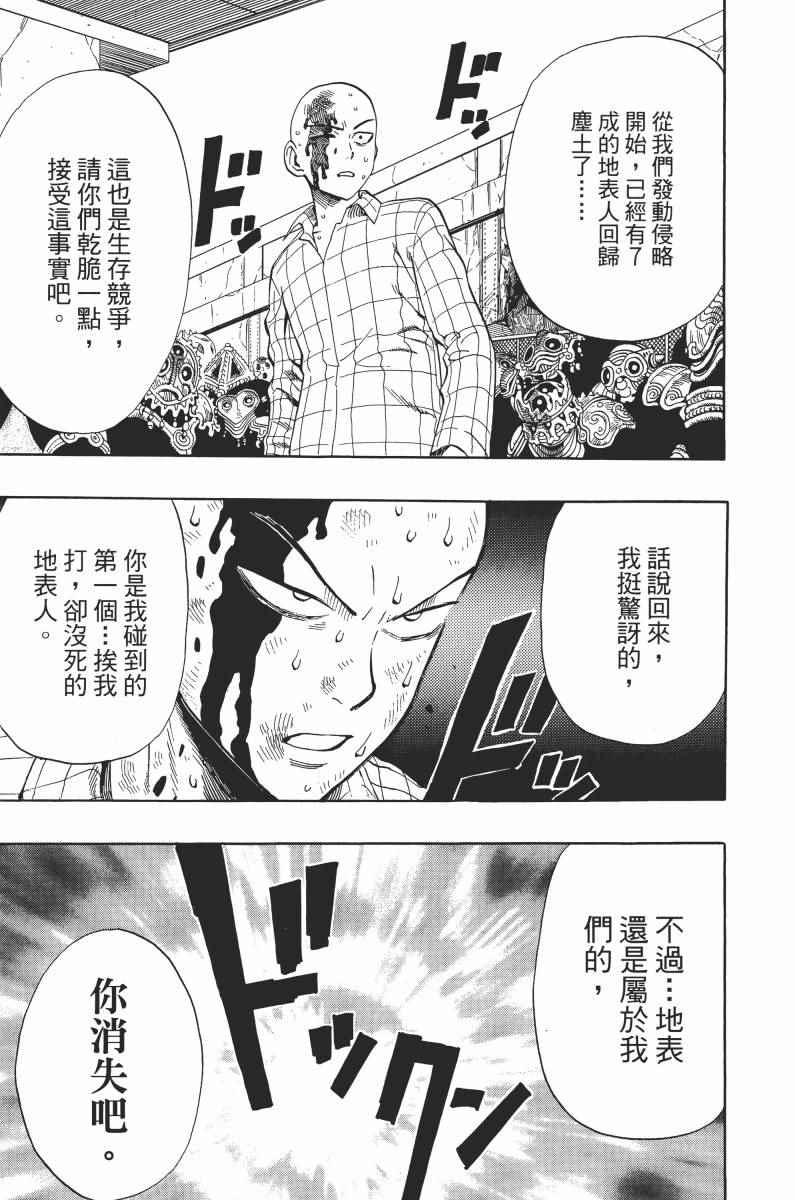 從我們發動侵略
開始，已經有了
成的地表人回歸
塵土了……
ドドド
這也是生存競爭，
請你們乾脆一點，
接受這事實吧。
話說回來，
我挺驚訝的，
ドド
你是我碰到的
第一個…挨我
打，卻沒死的
地表人。
不過…地表
還是屬於我
們的，
ドックン
你消失吧。